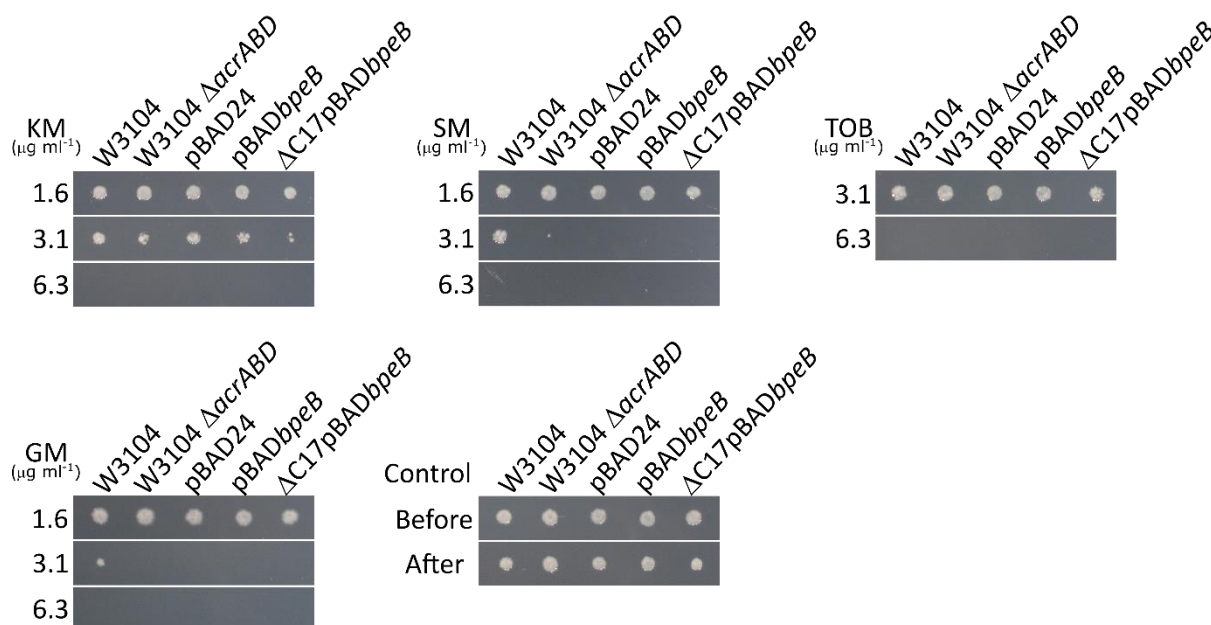 KM
(μg ml⁻¹)
W3104
W3104 ΔacrABD
pBAD24
pBADbpeB
ΔC17pBADbpeB
1.6
3.1
6.3
SM
(μg ml⁻¹)
W3104
W3104 ΔacrABD
pBAD24
pBADbpeB
ΔC17pBADbpeB
1.6
3.1
6.3
TOB
(μg ml⁻¹)
W3104
W3104 ΔacrABD
pBAD24
pBADbpeB
ΔC17pBADbpeB
3.1
6.3
GM
(μg ml⁻¹)
W3104
W3104 ΔacrABD
pBAD24
pBADbpeB
ΔC17pBADbpeB
1.6
3.1
6.3
Control
W3104
W3104 ΔacrABD
pBAD24
pBADbpeB
ΔC17pBADbpeB
Before
After